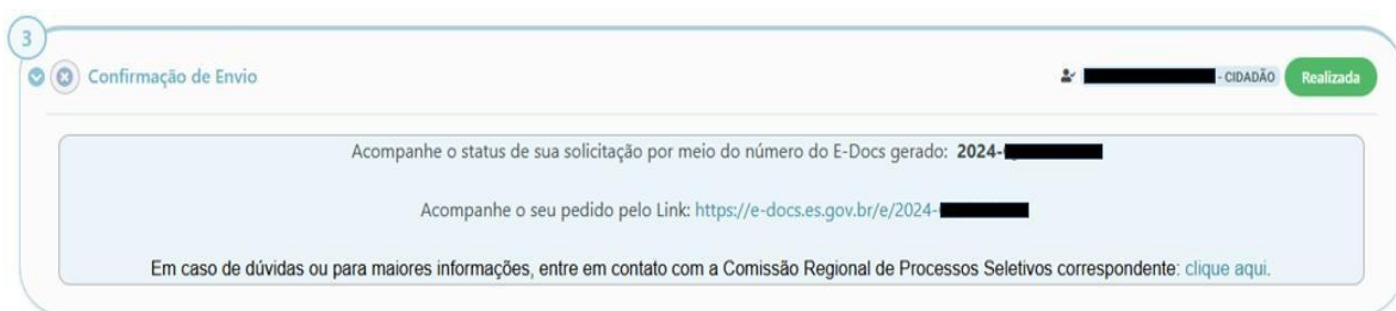 3
Confirmação de Envio
- CIDADÃO
Realizada
Acompanhe o status de sua solicitação por meio do número do E-Docs gerado: 2024-
Acompanhe o seu pedido pelo Link: https://e-docs.es.gov.br/e/2024-
Em caso de dúvidas ou para maiores informações, entre em contato com a Comissão Regional de Processos Seletivos correspondente: clique aqui.